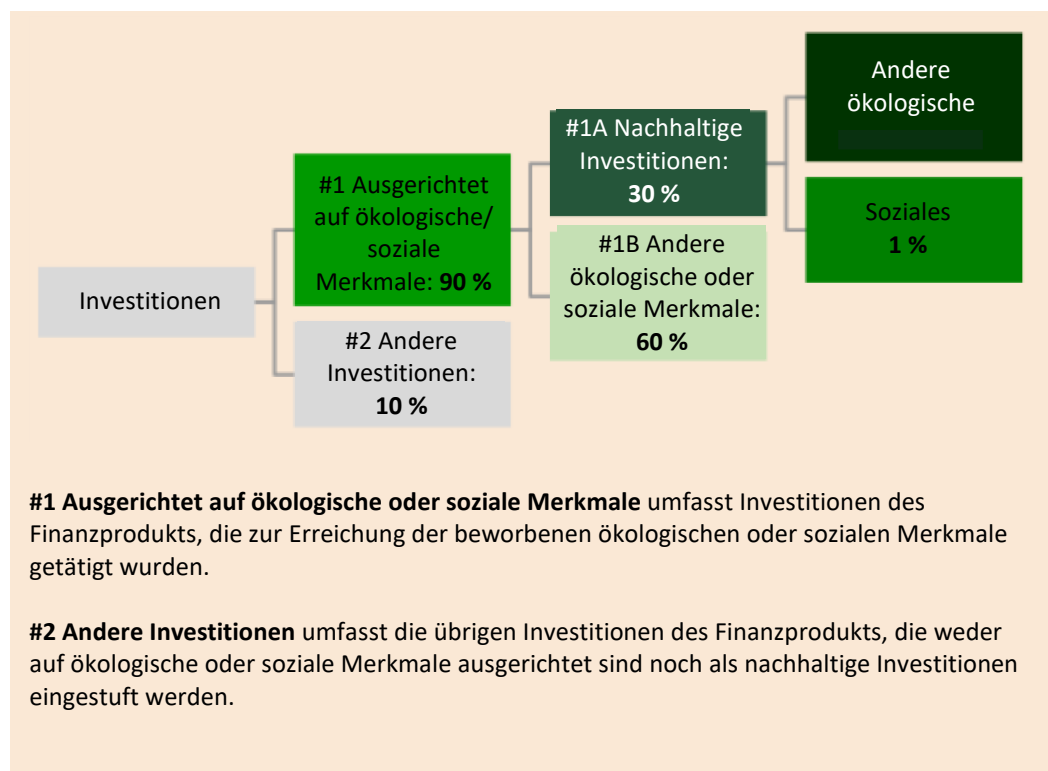 Andere
ökologische
#1A Nachhaltige
Investitionen:
30 %
#1 Ausgerichtet
auf ökologische/
soziale
Merkmale: 90 %
Soziales
1 %
#1B Andere
ökologische oder
soziale Merkmale:
60 %
Investitionen
#2 Andere
Investitionen:
10 %
#1 Ausgerichtet auf ökologische oder soziale Merkmale umfasst Investitionen des
Finanzprodukts, die zur Erreichung der beworbenen ökologischen oder sozialen Merkmale
getätigt wurden.
#2 Andere Investitionen umfasst die übrigen Investitionen des Finanzprodukts, die weder
auf ökologische oder soziale Merkmale ausgerichtet sind noch als nachhaltige Investitionen
eingestuft werden.